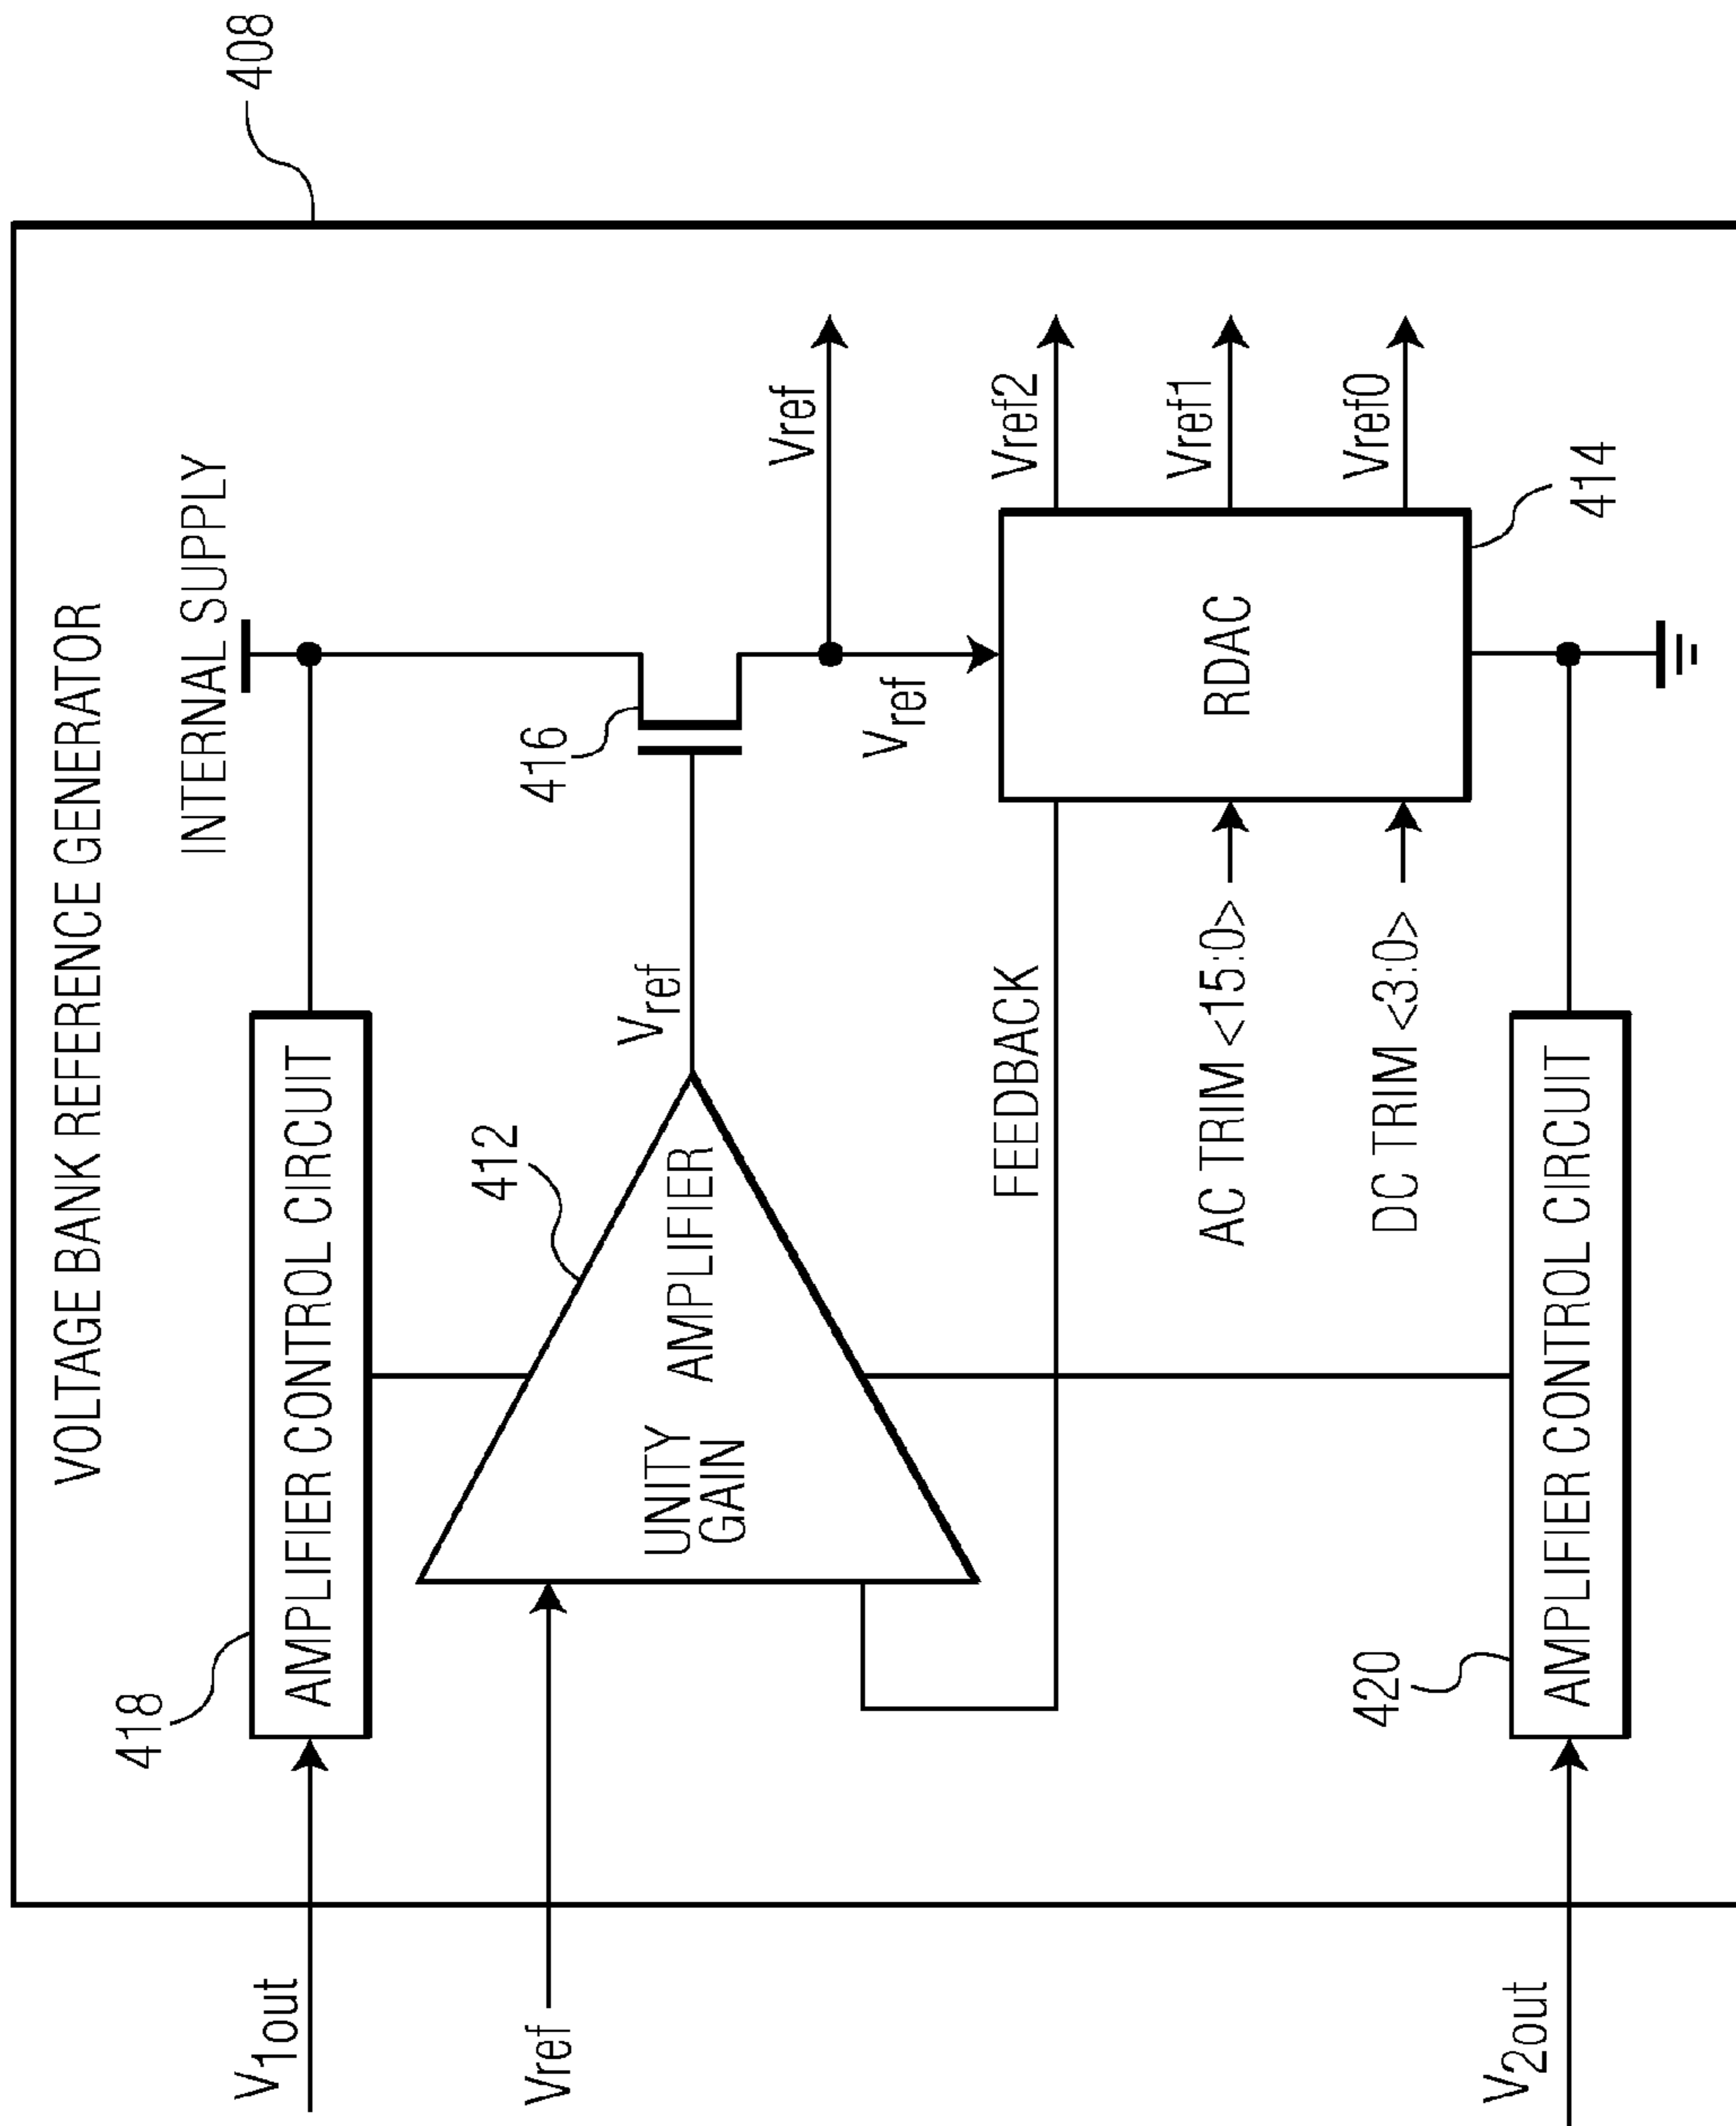 VOLTAGE BANK REFERENCE GENERATOR
408
INTERNAL SUPPLY
418
AMPLIFIER CONTROL CIRCUIT
V1out
412
416
Vref
UNITY
GAIN
AMPLIFIER
Vref
Vref
Vref
FEEDBACK
Vref2
RDAC
AC TRIM <15:0>
Vref1
DC TRIM <3:0>
Vref0
414
420
AMPLIFIER CONTROL CIRCUIT
V2out